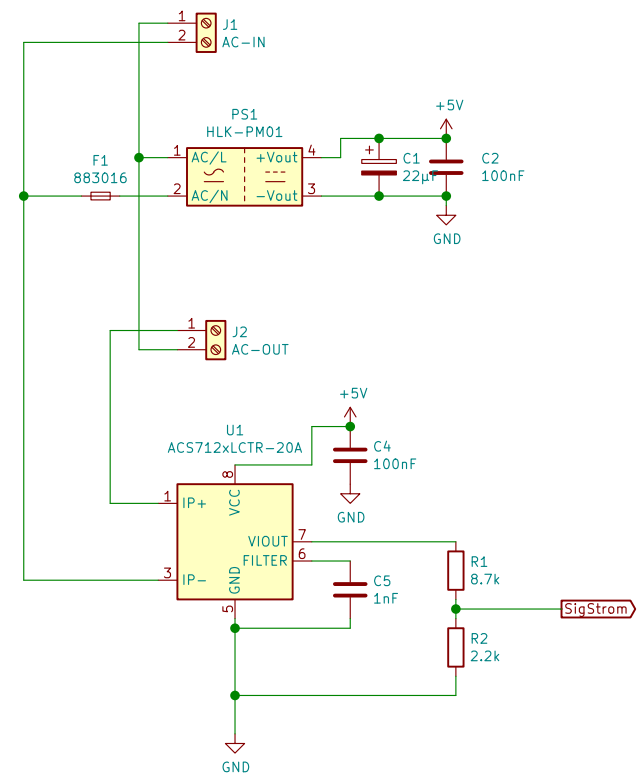 1
2
J1
AC-IN
PS1
HLK-PM01
+5V
F1
883016
1
AC/L
+Vout
4
C1
22µF
C2
100nF
2
AC/N
-Vout
3
GND
1
2
J2
AC-OUT
+5V
U1
ACS712xLCTR-20A
C4
100nF
8
VCC
1
IP+
GND
VIOUT
7
FILTER
6
R1
8.7k
3
IP-
GND
5
C5
1nF
SigStrom
R2
2.2k
GND